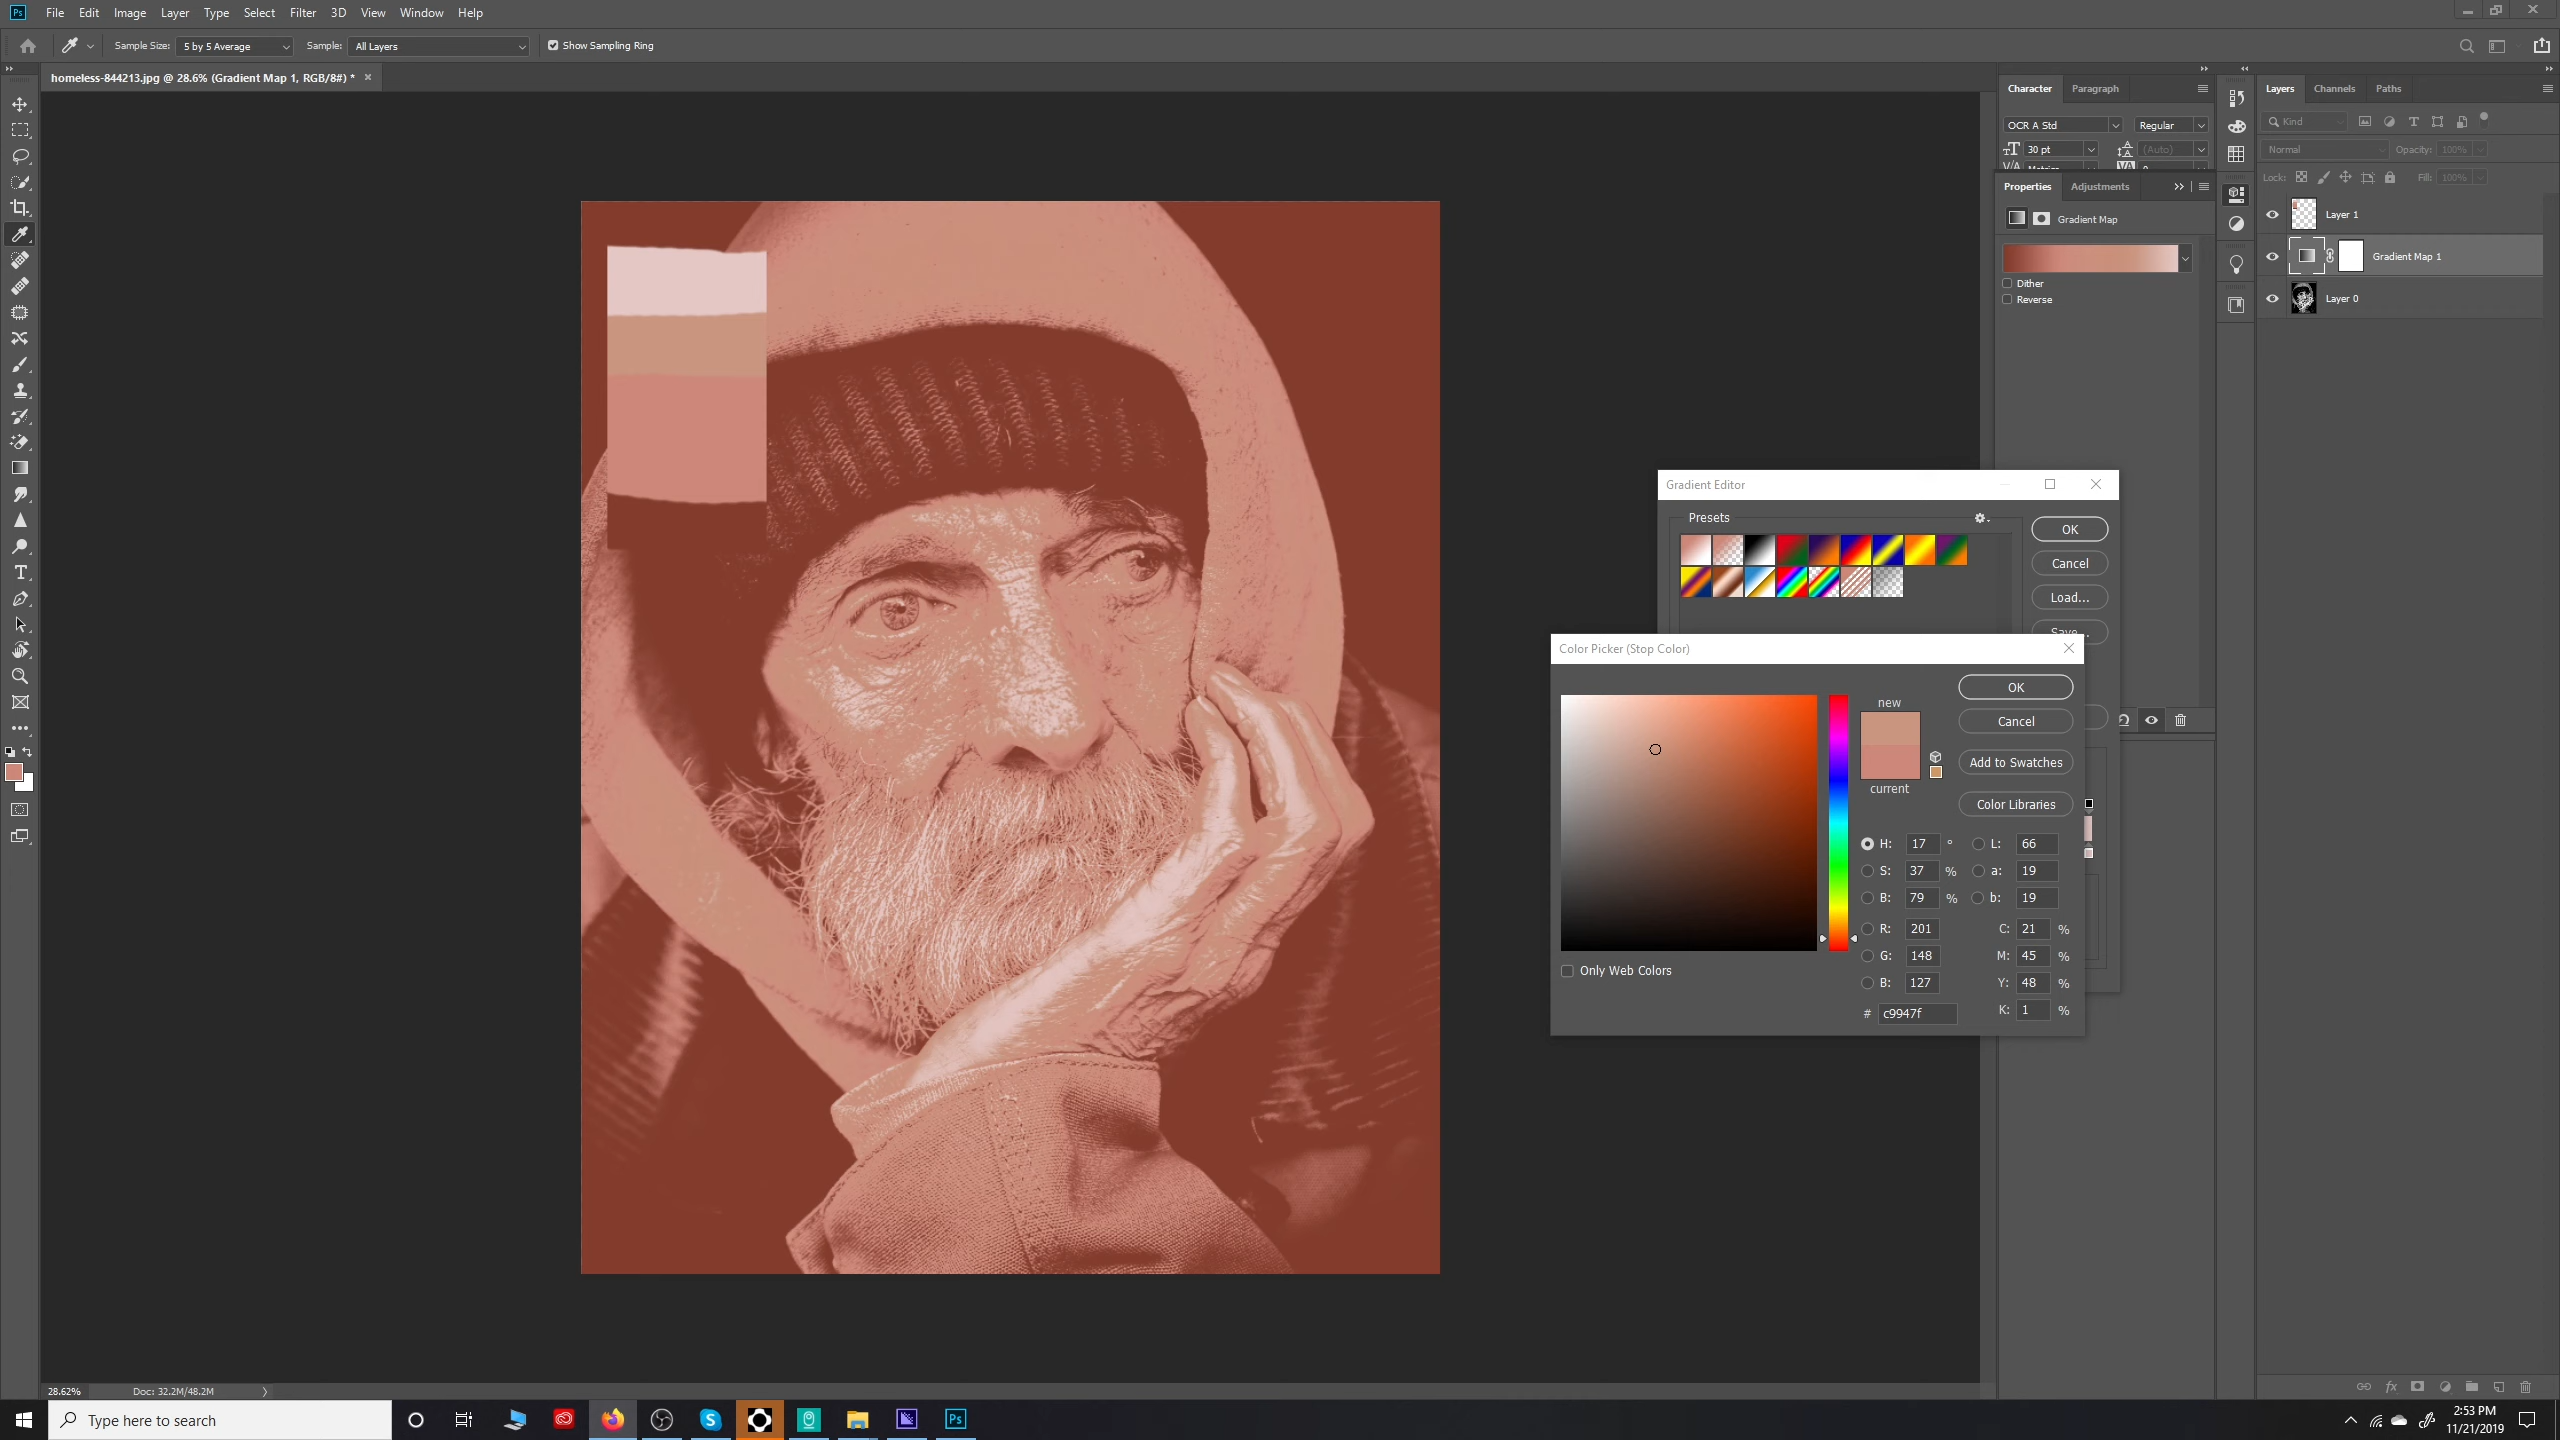 Ps File Edit Image Layer Type Select Filter 3D View Window Help
Sample Size: 5 by 5 Average Sample: All Layers Show Sampling Ring
homeless-844213.jpg @ 28.6% (Gradient Map 1, RGB/8#) * ×
Character Paragraph
OCR A Std Regular
30 pt (Auto)
Properties Adjustments
Gradient Map
Dither
Reverse
Layers Channels Paths
Kind
Normal Opacity: 100%
Lock: Fill: 100%
Layer 1
Gradient Map 1
Layer 0
Gradient Editor
Presets
OK
Cancel
Load...
Color Picker (Stop Color)
new
current
OK
Cancel
Add to Swatches
Color Libraries
H: 17 ° L: 66
S: 37 % a: 19
B: 79 % b: 19
R: 201 C: 21 %
G: 148 M: 45 %
B: 127 Y: 48 %
# c9947f K: 1 %
Only Web Colors
28.62% Doc: 32.2M/48.2M
Type here to search
Ps
2:53 PM
11/21/2019